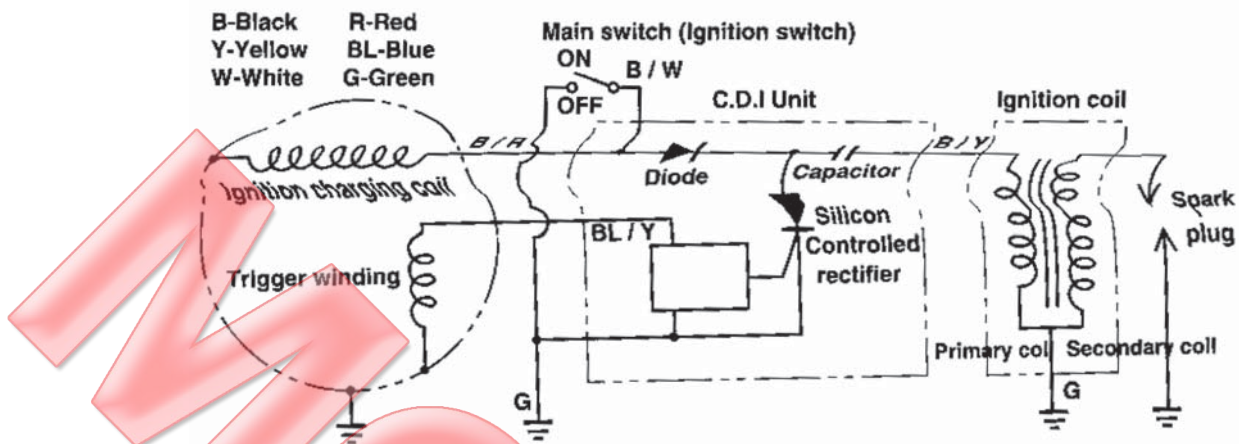 B-Black R-Red
Y-Yellow BL-Blue
W-White G-Green
Main switch (Ignition switch)
ON
B / W
OFF
C.D.I Unit
Ignition coil
B / R
B / Y
Diode
Capacitor
Ignition charging coil
Silicon
Controlled
rectifier
Spark
plug
BL / Y
Trigger winding
Primary coil Secondary coil
G
G
M